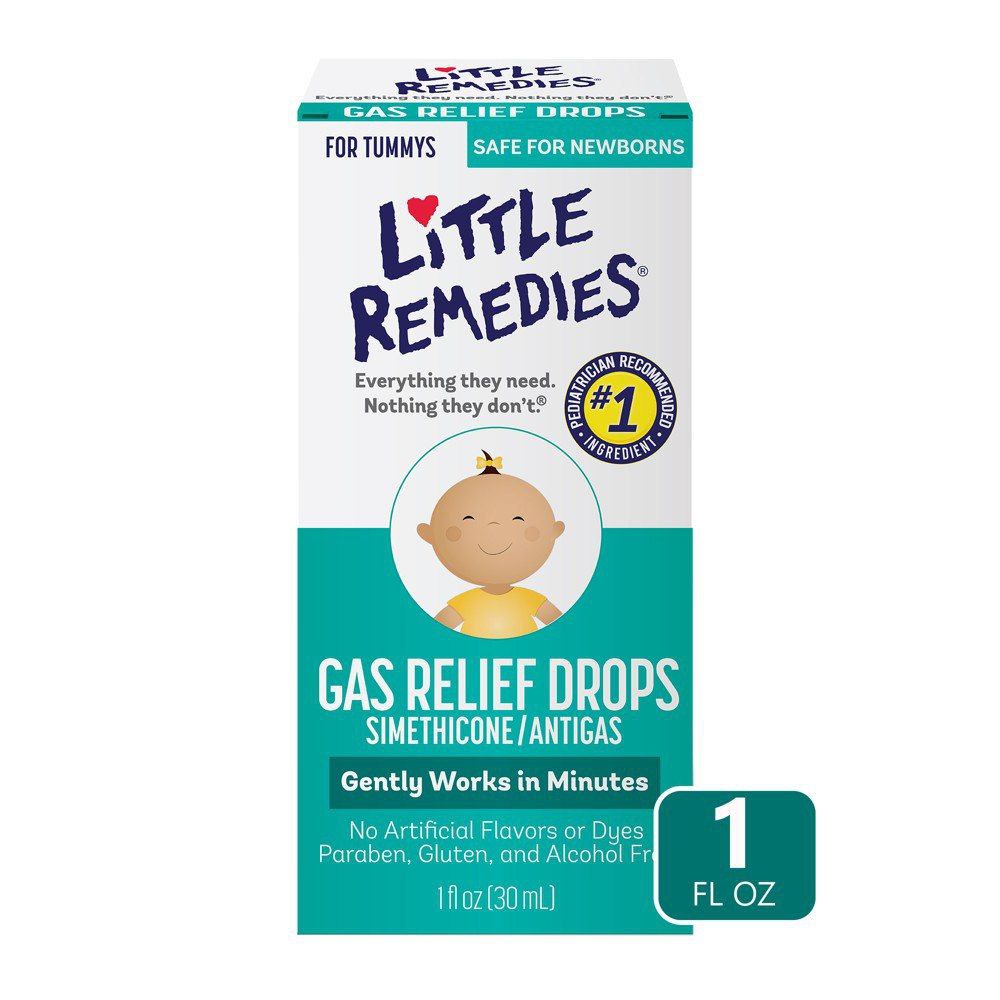 LiTTLE
REMEDIES®
Everything they need. Nothing they don't.®
GAS RELIEF DROPS
FOR TUMMYS
SAFE FOR NEWBORNS
LiTTLE
REMEDIES®
Everything they need.
Nothing they don't.®
PEDIATRICIAN RECOMMENDED
#1
• INGREDIENT •
GAS RELIEF DROPS
SIMETHICONE/ANTIGAS
Gently Works in Minutes
No Artificial Flavors or Dyes
Paraben, Gluten, and Alcohol Fr
1 fl oz (30 mL)
1
FL OZ